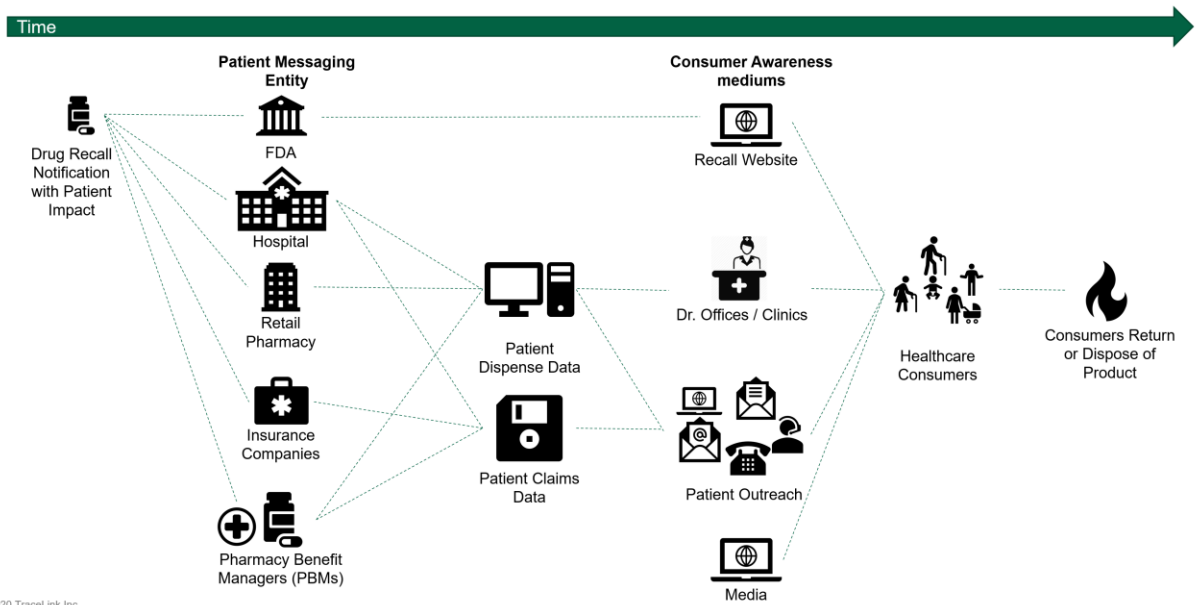 Time
Patient Messaging
Entity
Consumer Awareness
mediums
Drug Recall
Notification
with Patient
Impact
FDA
Recall Website
Hospital
Retail
Pharmacy
Patient
Dispense Data
Dr. Offices / Clinics
Healthcare
Consumers
Consumers Return
or Dispose of
Product
Insurance
Companies
Patient Claims
Data
@
Patient Outreach
Pharmacy Benefit
Managers (PBMs)
Media